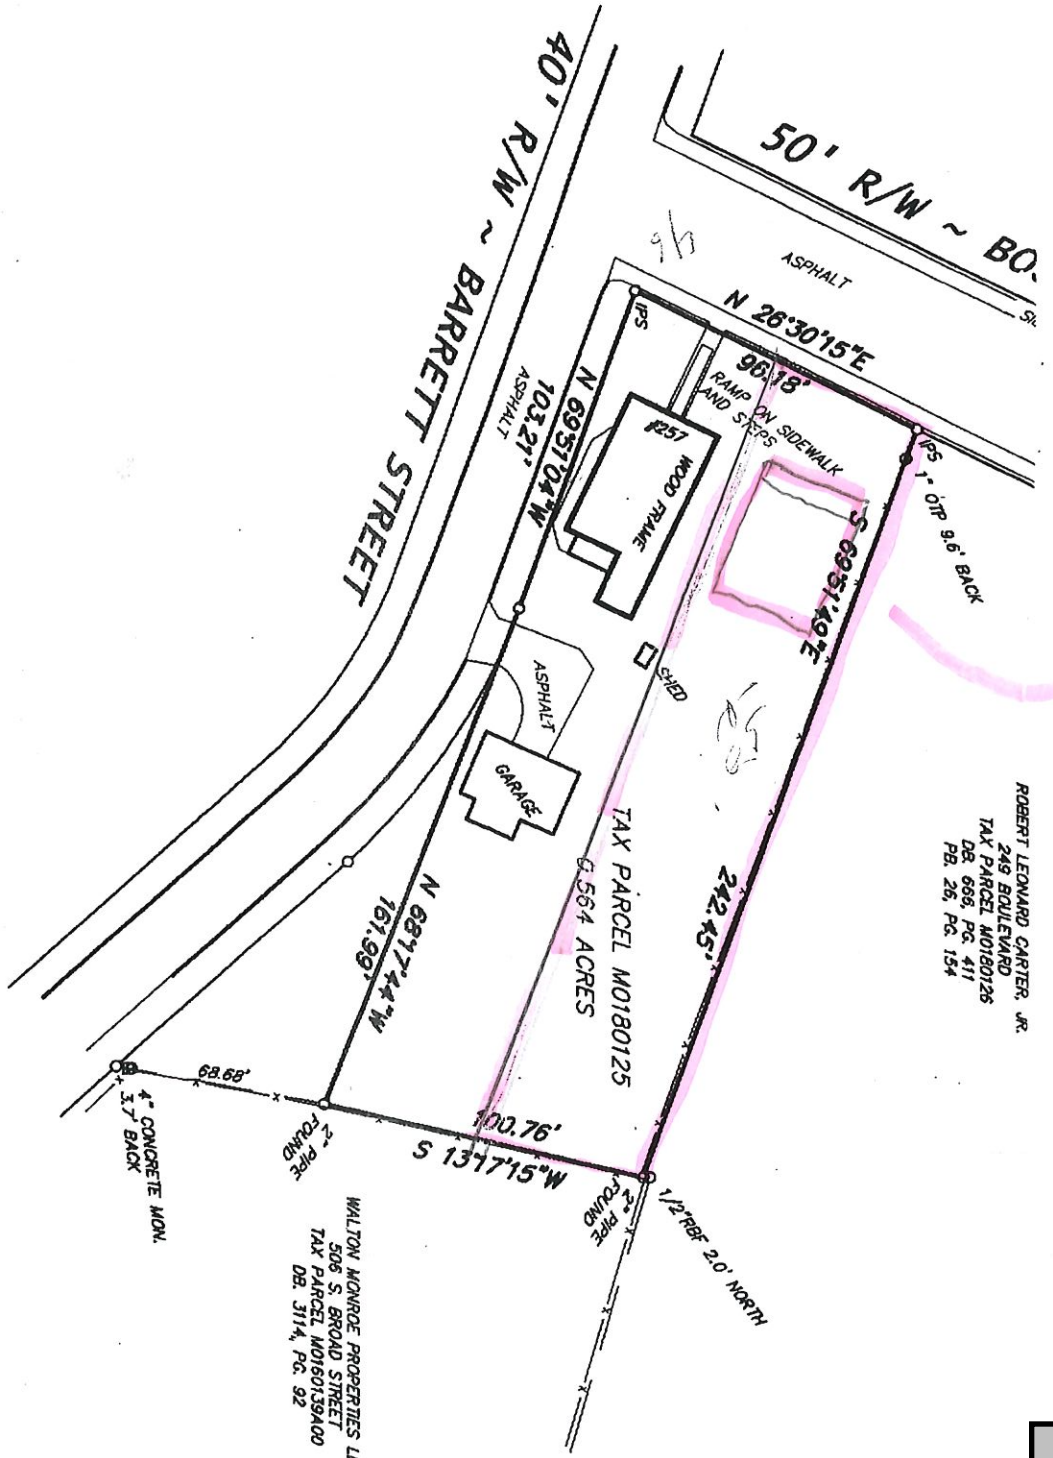 50' R/W ~ BO
40' R/W ~ BARRETT STREET
ASPHALT
N 26°30'15"E
96.18'
IPS
IPS
1" OTP 9.6' BACK
RAMP ON SIDEWALK
AND STEPS
#257
WOOD FRAME
N 69°51'04"W
103.21'
ASPHALT
S 69°51'49"E
242.45'
SHED
ASPHALT
GARAGE
TAX PARCEL M0180125
0.564 ACRES
N 68°17'44"W
161.99'
ROBERT LEONARD CARTER, JR.
249 BOULEVARD
TAX PARCEL M0180126
DB. 666, PG. 411
PB. 26, PG. 154
100.76'
S 13°17'15"W
68.68'
2" PIPE
FOUND
2" PIPE
FOUND
1/2"RBF 2.0' NORTH
4" CONCRETE MON.
3.7' BACK
WALTON MONROE PROPERTIES L
506 S. BROAD STREET
TAX PARCEL M0160139A00
DB. 3114, PG. 92